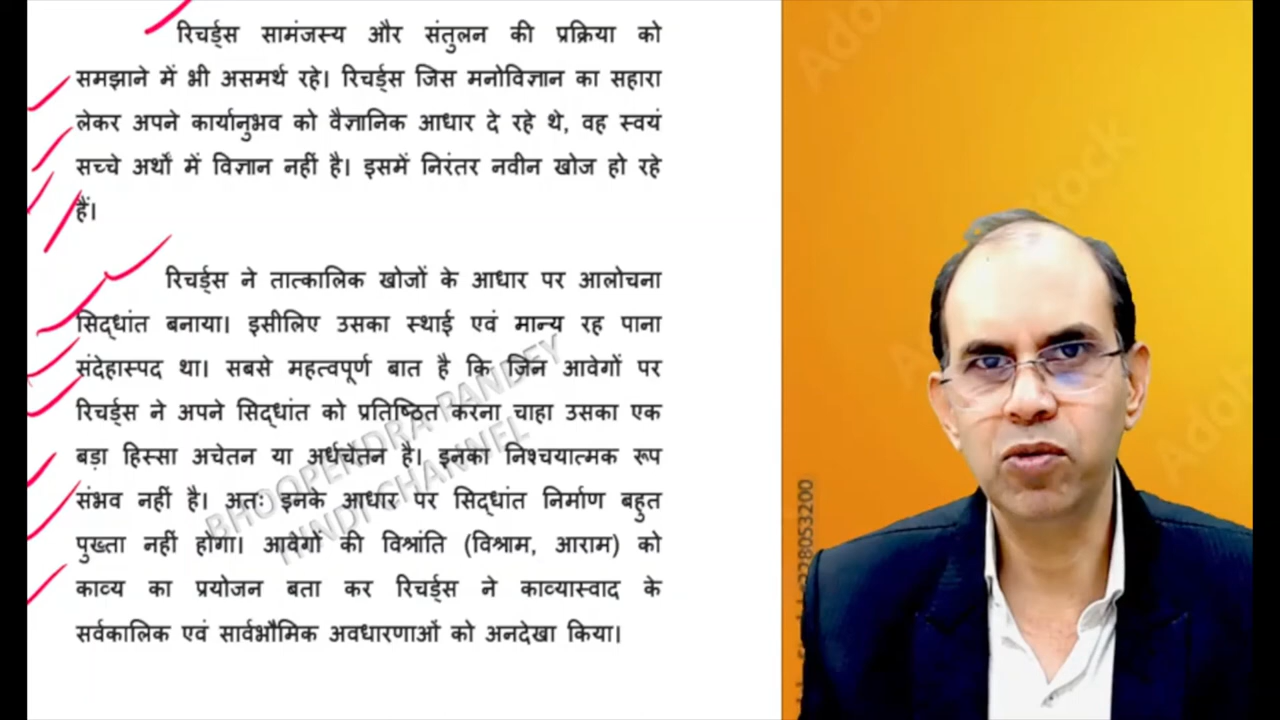 रिचर्ड्स सामंजस्य और संतुलन की प्रक्रिया को
समझाने में भी असमर्थ रहे। रिचर्ड्स जिस मनोविज्ञान का सहारा
लेकर अपने कार्यानुभव को वैज्ञानिक आधार दे रहे थे, वह स्वयं
सच्चे अर्थों में विज्ञान नहीं है। इसमें निरंतर नवीन खोज हो रहे
हैं।
रिचर्ड्स ने तात्कालिक खोजों के आधार पर आलोचना
सिद्धांत बनाया। इसीलिए उसका स्थाई एवं मान्य रह पाना
संदेहास्पद था। सबसे महत्वपूर्ण बात है कि जिन आवेगों पर
रिचर्ड्स ने अपने सिद्धांत को प्रतिष्ठित करना चाहा उसका एक
बड़ा हिस्सा अचेतन या अर्धचेतन है। इनका निश्चयात्मक रूप
संभव नहीं है। अतः इनके आधार पर सिद्धांत निर्माण बहुत
पुख्ता नहीं होगा। आवेगों की विश्रांति (विश्राम, आराम) को
काव्य का प्रयोजन बता कर रिचर्ड्स ने काव्यास्वाद के
सर्वकालिक एवं सार्वभौमिक अवधारणाओं को अनदेखा किया।
BHOOPENDRA PANDEY
HINDI CHANNEL